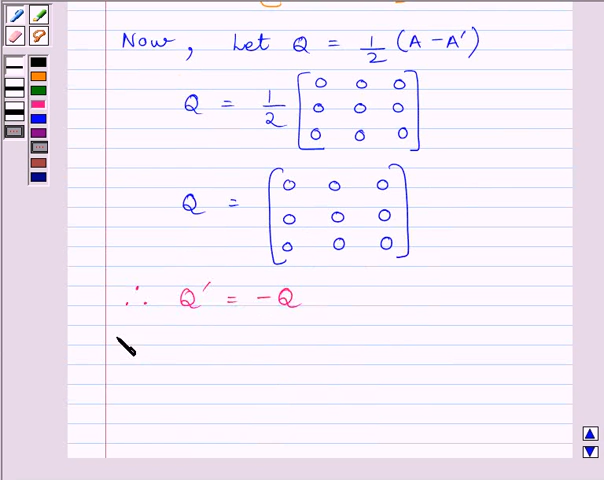 Now, Let Q = 1/2 (A - A')
Q = 1/2 [0 0 0
0 0 0
0 0 0]
Q = [0 0 0
0 0 0
0 0 0]
∴ Q' = -Q